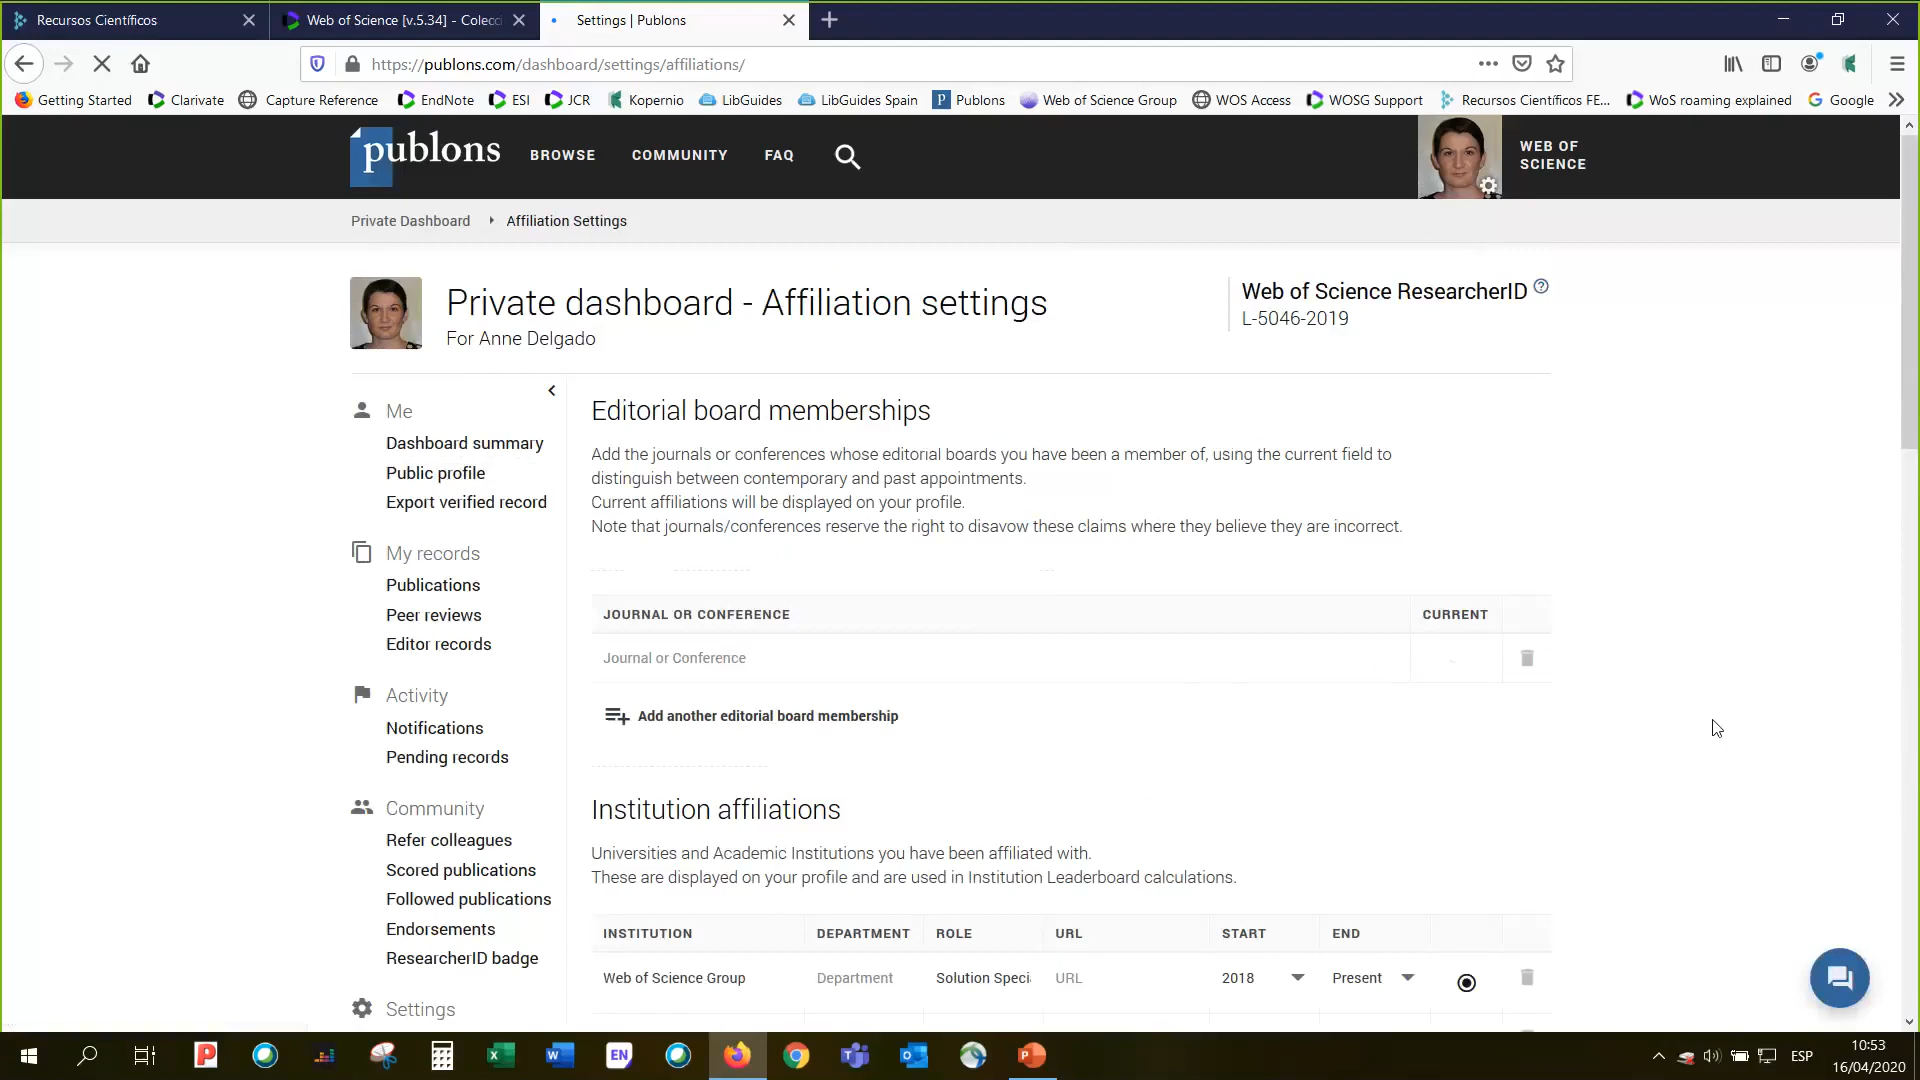 Recursos Científicos
Web of Science [v.5.34] - Colecci
Settings | Publons
https://publons.com/dashboard/settings/affiliations/
Getting Started
Clarivate
Capture Reference
EndNote
ESI
JCR
Kopernio
LibGuides
LibGuides Spain
Publons
Web of Science Group
WOS Access
WOSG Support
Recursos Científicos FE...
WoS roaming explained
Google
publons
BROWSE
COMMUNITY
FAQ
WEB OF
SCIENCE
Private Dashboard
Affiliation Settings
Private dashboard - Affiliation settings
For Anne Delgado
Web of Science ResearcherID
L-5046-2019
Me
Dashboard summary
Public profile
Export verified record
My records
Publications
Peer reviews
Editor records
Activity
Notifications
Pending records
Community
Refer colleagues
Scored publications
Followed publications
Endorsements
ResearcherID badge
Settings
Editorial board memberships
Add the journals or conferences whose editorial boards you have been a member of, using the current field to
distinguish between contemporary and past appointments.
Current affiliations will be displayed on your profile.
Note that journals/conferences reserve the right to disavow these claims where they believe they are incorrect.
JOURNAL OR CONFERENCE
CURRENT
Journal or Conference
Add another editorial board membership
Institution affiliations
Universities and Academic Institutions you have been affiliated with.
These are displayed on your profile and are used in Institution Leaderboard calculations.
INSTITUTION
DEPARTMENT
ROLE
URL
START
END
Web of Science Group
Department
Solution Speci
URL
2018
Present
EN
ESP
10:53
16/04/2020